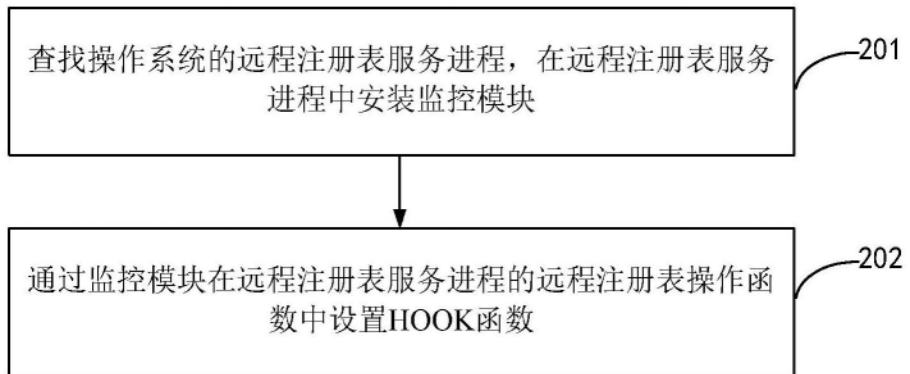 查找操作系统的远程注册表服务进程，在远程注册表服务
进程中安装监控模块
201
通过监控模块在远程注册表服务进程的远程注册表操作函
数中设置HOOK函数
202